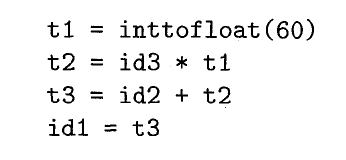 t1 = inttofloat(60)
t2 = id3 * t1
t3 = id2 + t2
id1 = t3